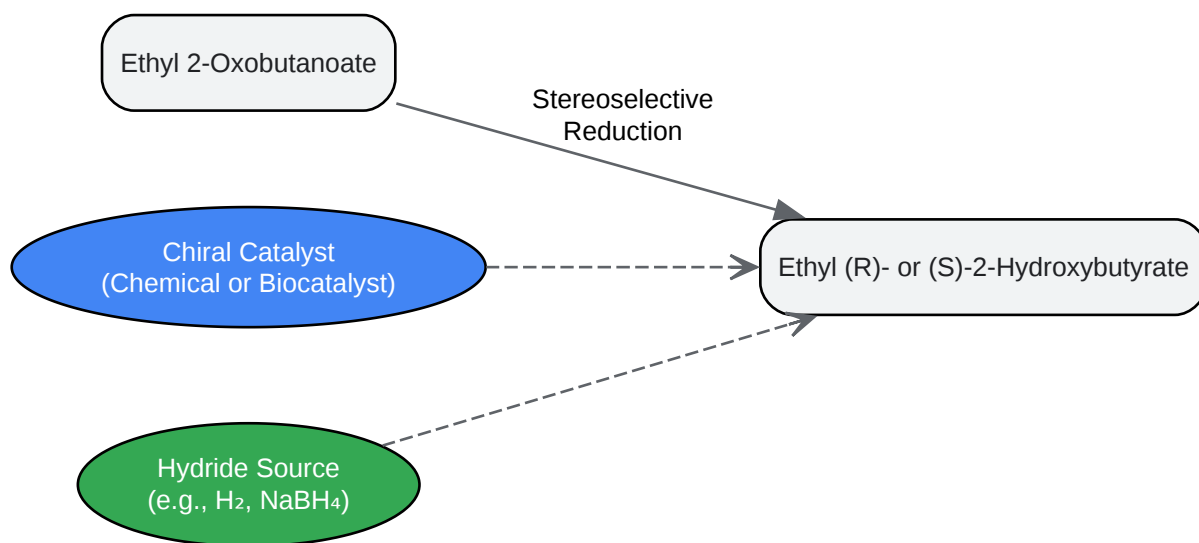 Ethyl 2-Oxobutanoate
Stereoselective
Reduction
Chiral Catalyst
(Chemical or Biocatalyst)
Ethyl (R)- or (S)-2-Hydroxybutyrate
Hydride Source
(e.g., H₂, NaBH₄)